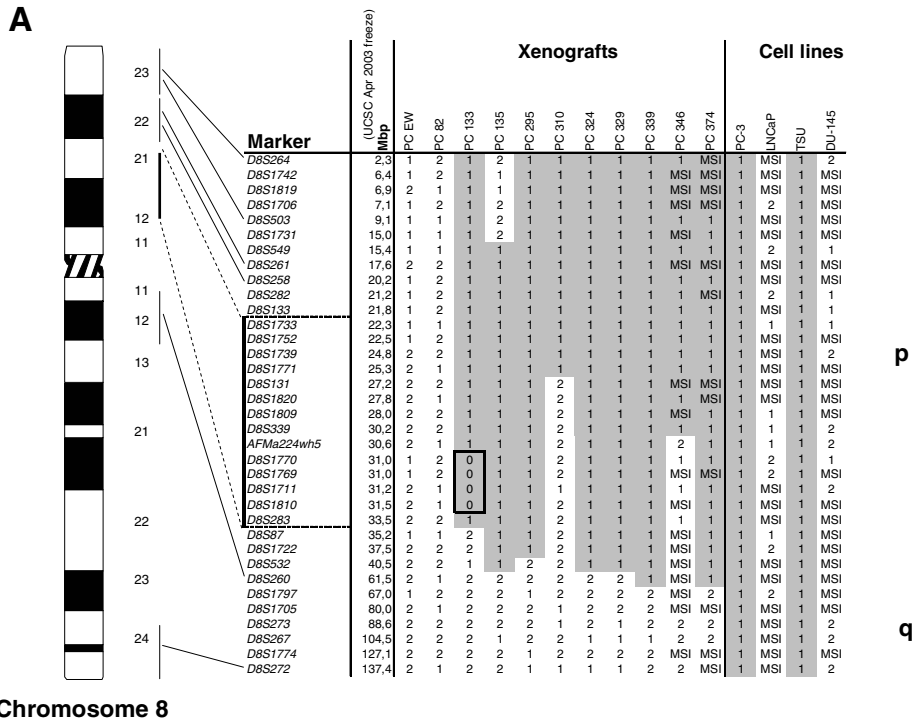 A
Xenografts Cell lines
Marker
(UCSC Apr 2003 freeze)
Mbp
PC EW PC 82 PC 133 PC 135 PC 295 PC 310 PC 324 PC 329 PC 339 PC 346 PC 374 PC-3 LNCaP TSU DU-145
D8S264 2,3 1 2 1 2 1 1 1 1 1 1 MSI 1 MSI 1 2
D8S1742 6,4 1 2 1 1 1 1 1 1 1 MSI MSI 1 MSI 1 MSI
D8S1819 6,9 2 1 1 1 1 1 1 1 1 MSI MSI 1 MSI 1 MSI
D8S1706 7,1 1 2 1 2 1 1 1 1 1 MSI MSI 1 2 1 MSI
D8S503 9,1 1 1 1 2 1 1 1 1 1 1 1 1 MSI 1 MSI
D8S1731 15,0 1 1 1 2 1 1 1 1 1 MSI 1 1 MSI 1 MSI
D8S549 15,4 1 1 1 1 1 1 1 1 1 1 1 1 2 1 1
D8S261 17,6 2 2 1 1 1 1 1 1 1 MSI MSI 1 MSI 1 MSI
D8S258 20,2 1 2 1 1 1 1 1 1 1 1 1 1 MSI 1 MSI
D8S282 21,2 1 1 1 1 1 1 1 1 1 1 MSI 1 2 1 1
D8S133 21,8 1 2 1 1 1 1 1 1 1 1 1 1 MSI 1 1
D8S1733 22,3 1 1 1 1 1 1 1 1 1 1 1 1 1 1 1
D8S1752 22,5 1 1 1 1 1 1 1 1 1 1 1 1 MSI 1 MSI
D8S1739 24,8 2 2 1 1 1 1 1 1 1 1 1 1 MSI 1 2
D8S1771 25,3 1 2 1 1 1 1 1 1 1 1 1 1 MSI 1 MSI
D8S131 27,2 2 2 1 1 1 2 1 1 1 MSI MSI 1 MSI 1 2
D8S1820 27,8 1 2 1 1 1 2 1 1 1 1 MSI 1 MSI 1 MSI
D8S1809 28,0 2 2 1 1 1 2 1 1 1 MSI 1 1 1 1 MSI
D8S339 30,2 2 2 1 1 1 1 1 1 1 1 1 1 1 1 2
AFMa224wh5 30,6 2 1 1 1 1 2 1 1 1 2 1 1 1 1 2
D8S1770 31,0 1 2 0 1 1 2 1 1 1 1 1 1 2 1 1
D8S1769 31,0 1 2 0 1 1 2 1 1 1 MSI MSI 1 2 1 MSI
D8S1711 31,2 2 1 0 1 1 1 1 1 1 1 1 1 MSI 1 2
D8S1810 31,5 2 1 0 1 1 2 1 1 1 MSI 1 1 MSI 1 MSI
D8S283 33,5 2 2 1 1 1 2 1 1 1 1 1 1 MSI 1 MSI
D8S87 35,2 1 1 2 1 1 2 1 1 1 MSI 1 1 1 1 MSI
D8S1722 37,5 2 2 2 1 1 2 1 1 1 MSI 1 1 2 1 MSI
D8S532 40,5 2 2 1 1 2 2 1 1 1 MSI 1 1 MSI 1 MSI
D8S260 61,5 2 1 2 2 2 2 2 2 1 MSI 1 1 MSI 1 MSI
D8S1797 67,0 1 2 2 2 1 2 2 2 2 MSI 2 1 2 1 MSI
D8S1705 80,0 1 2 2 2 2 1 2 2 2 MSI MSI 1 MSI 1 MSI
D8S273 88,6 2 1 2 2 2 2 1 2 2 2 2 1 MSI 1 2
D8S267 104,5 2 2 2 1 2 2 1 1 1 2 2 1 MSI 1 2
D8S1774 127,1 2 2 2 2 1 2 2 2 2 MSI MSI 1 MSI 1 MSI
D8S272 137,4 2 1 2 2 1 1 1 1 2 2 MSI 1 MSI 1 2
23
22
21
12
11
11
12
13
21
22
23
24
p
q
Chromosome 8